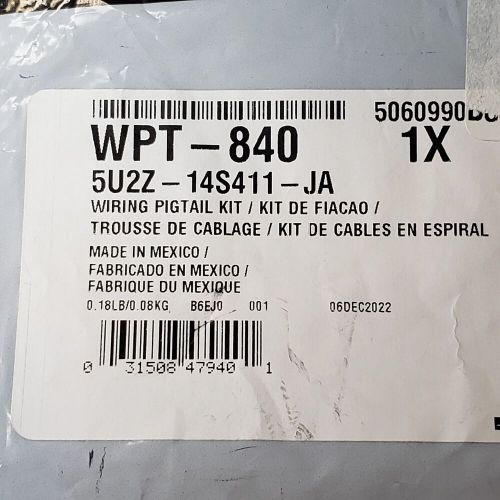 WPT-840 1X
5U2Z-14S411-JA
WIRING PIGTAIL KIT / KIT DE FIACAO /
TROUSSE DE CABLAGE / KIT DE CABLES EN ESPIRAL
MADE IN MEXICO /
FABRICADO EN MEXICO /
FABRIQUE DU MEXIQUE
0.18LB/0.08KG B6EJ0 001 06DEC2022
0 31508 47940 1